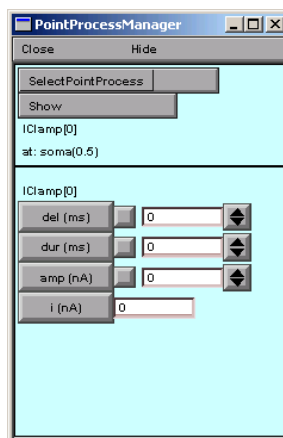 PointProcessManager
Close Hide
SelectPointProcess
Show
IClamp[0]
at: soma(0.5)
IClamp[0]
del (ms) 0
dur (ms) 0
amp (nA) 0
i (nA) 0